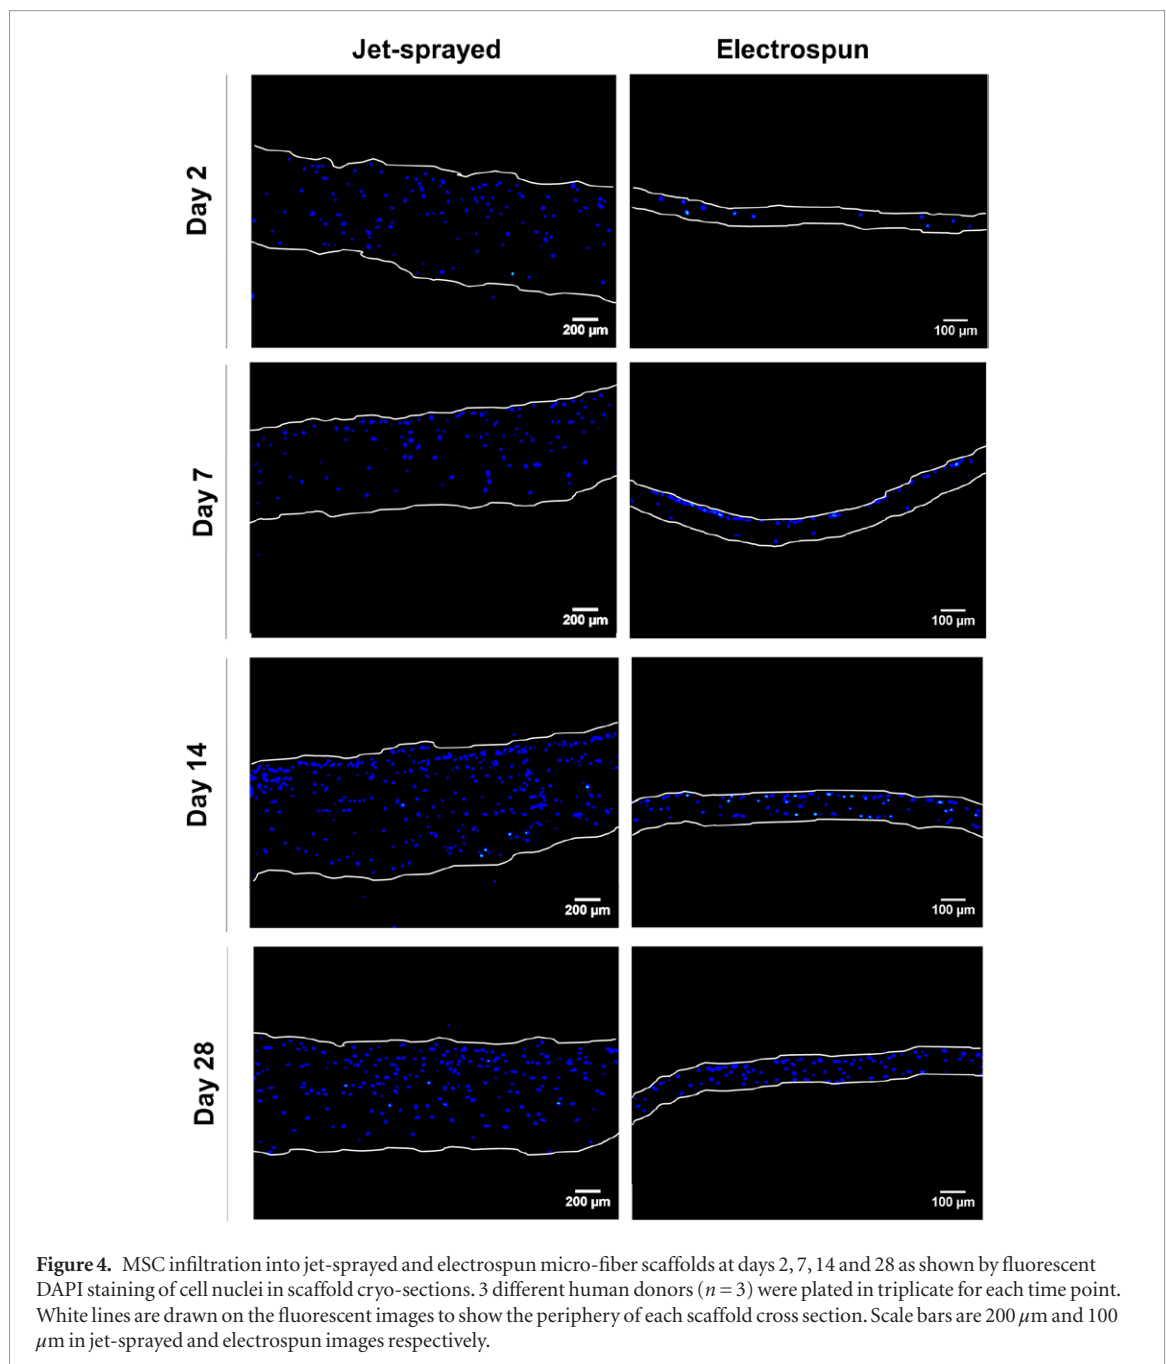 Jet-sprayed Electrospun
Day 2
200 µm
100 µm
Day 7
200 µm
100 µm
Day 14
200 µm
100 µm
Day 28
200 µm
100 µm
Figure 4. MSC infiltration into jet-sprayed and electrospun micro-fiber scaffolds at days 2, 7, 14 and 28 as shown by fluorescent
DAPI staining of cell nuclei in scaffold cryo-sections. 3 different human donors (n = 3) were plated in triplicate for each time point.
White lines are drawn on the fluorescent images to show the periphery of each scaffold cross section. Scale bars are 200 µm and 100
µm in jet-sprayed and electrospun images respectively.